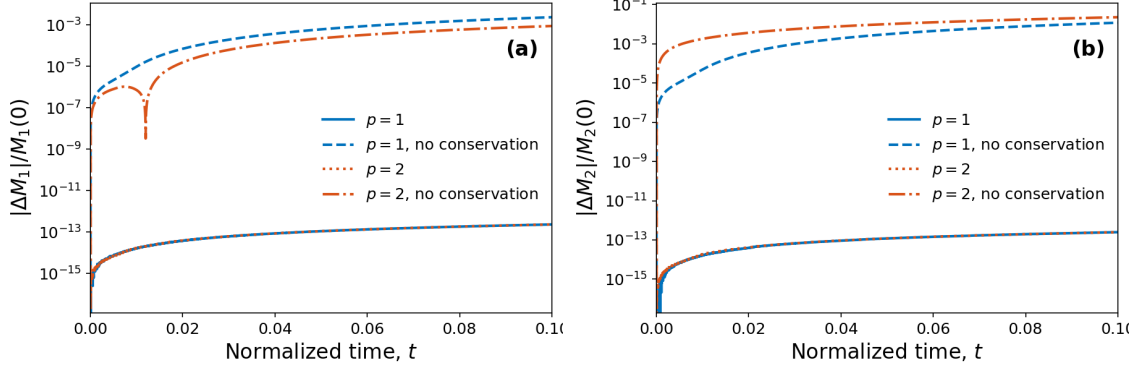 (a)
|ΔM₁|/M₁(0)
10⁻³
10⁻⁵
10⁻⁷
10⁻⁹
10⁻¹¹
10⁻¹³
10⁻¹⁵
p = 1
p = 1, no conservation
p = 2
p = 2, no conservation
0.00 0.02 0.04 0.06 0.08 0.10
Normalized time, t
(b)
|ΔM₂|/M₂(0)
10⁻¹
10⁻³
10⁻⁵
10⁻⁷
10⁻⁹
10⁻¹¹
10⁻¹³
10⁻¹⁵
p = 1
p = 1, no conservation
p = 2
p = 2, no conservation
0.00 0.02 0.04 0.06 0.08 0.10
Normalized time, t